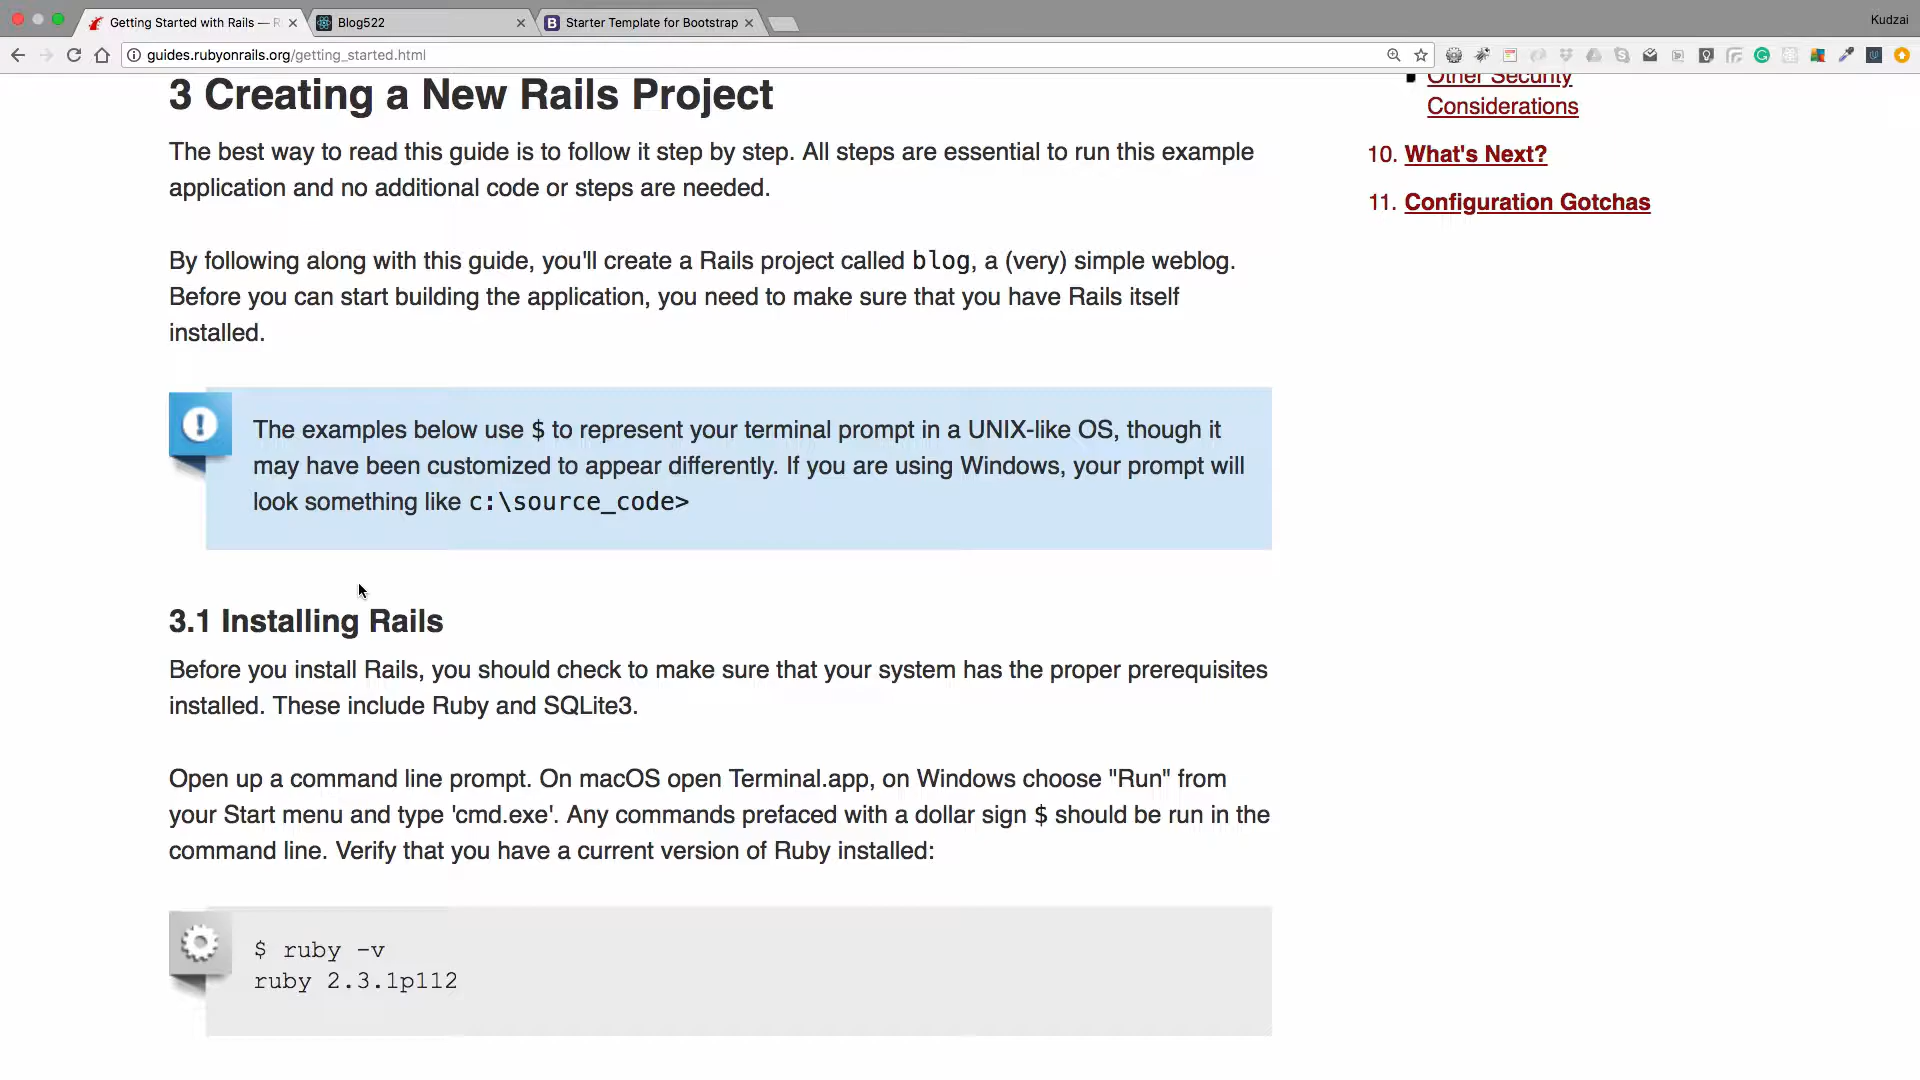 Getting Started with Rails — R
Blog522
Starter Template for Bootstrap
Kudzai
guides.rubyonrails.org/getting_started.html
3 Creating a New Rails Project
The best way to read this guide is to follow it step by step. All steps are essential to run this example
application and no additional code or steps are needed.
By following along with this guide, you'll create a Rails project called blog, a (very) simple weblog.
Before you can start building the application, you need to make sure that you have Rails itself
installed.
The examples below use $ to represent your terminal prompt in a UNIX-like OS, though it
may have been customized to appear differently. If you are using Windows, your prompt will
look something like c:\source_code>
3.1 Installing Rails
Before you install Rails, you should check to make sure that your system has the proper prerequisites
installed. These include Ruby and SQLite3.
Open up a command line prompt. On macOS open Terminal.app, on Windows choose "Run" from
your Start menu and type 'cmd.exe'. Any commands prefaced with a dollar sign $ should be run in the
command line. Verify that you have a current version of Ruby installed:
$ ruby -v
ruby 2.3.1p112
Other Security
Considerations
10. What's Next?
11. Configuration Gotchas